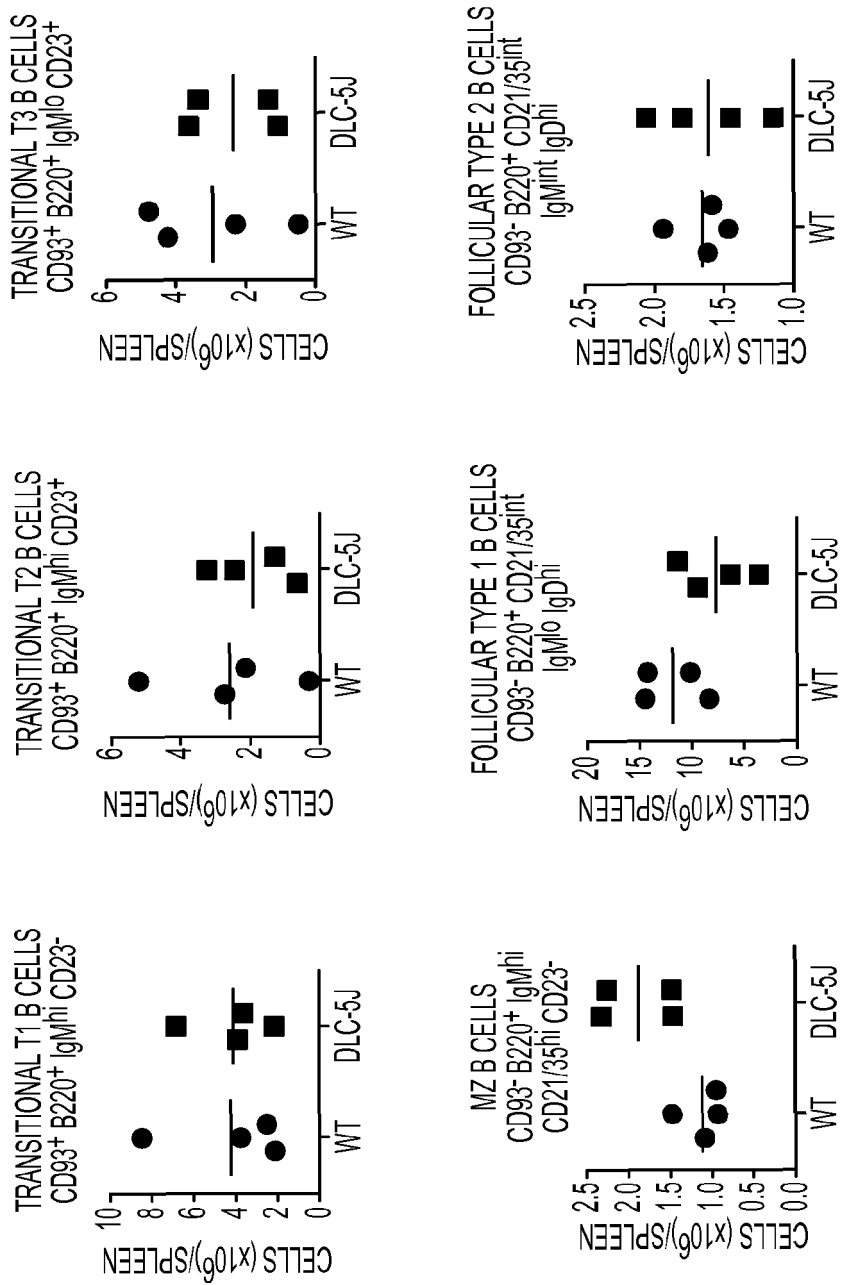 TRANSITIONAL T1 B CELLS
CD93⁺ B220⁺ IgMʰⁱ CD23⁻
CELLS (x10⁶)/SPLEEN
10
8
6
4
2
0
WT
DLC-5J
TRANSITIONAL T2 B CELLS
CD93⁺ B220⁺ IgMʰⁱ CD23⁺
CELLS (x10⁶)/SPLEEN
6
4
2
0
WT
DLC-5J
TRANSITIONAL T3 B CELLS
CD93⁺ B220⁺ IgMˡᵒ CD23⁺
CELLS (x10⁶)/SPLEEN
6
4
2
0
WT
DLC-5J
MZ B CELLS
CD93⁻ B220⁺ IgMʰⁱ
CD21/35ʰⁱ CD23⁻
CELLS (x10⁶)/SPLEEN
2.5
2.0
1.5
1.0
0.5
0.0
WT
DLC-5J
FOLLICULAR TYPE 1 B CELLS
CD93⁻ B220⁺ CD21/35ⁱⁿᵗ
IgMˡᵒ IgDʰⁱ
CELLS (x10⁶)/SPLEEN
20
15
10
5
0
WT
DLC-5J
FOLLICULAR TYPE 2 B CELLS
CD93⁻ B220⁺ CD21/35ⁱⁿᵗ
IgMⁱⁿᵗ IgDʰⁱ
CELLS (x10⁶)/SPLEEN
2.5
2.0
1.5
1.0
WT
DLC-5J